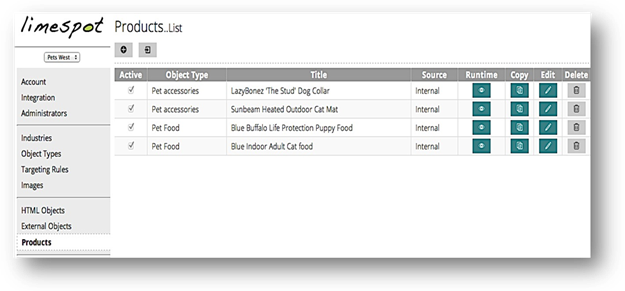 limespot
Products..List
Pets West
Account
Integration
Administrators
Industries
Object Types
Targeting Rules
Images
HTML Objects
External Objects
Products
Active Object Type Title Source Runtime Copy Edit Delete
Pet accessories LazyBonez 'The Stud' Dog Collar Internal
Pet accessories Sunbeam Heated Outdoor Cat Mat Internal
Pet Food Blue Buffalo Life Protection Puppy Food Internal
Pet Food Blue Indoor Adult Cat food Internal